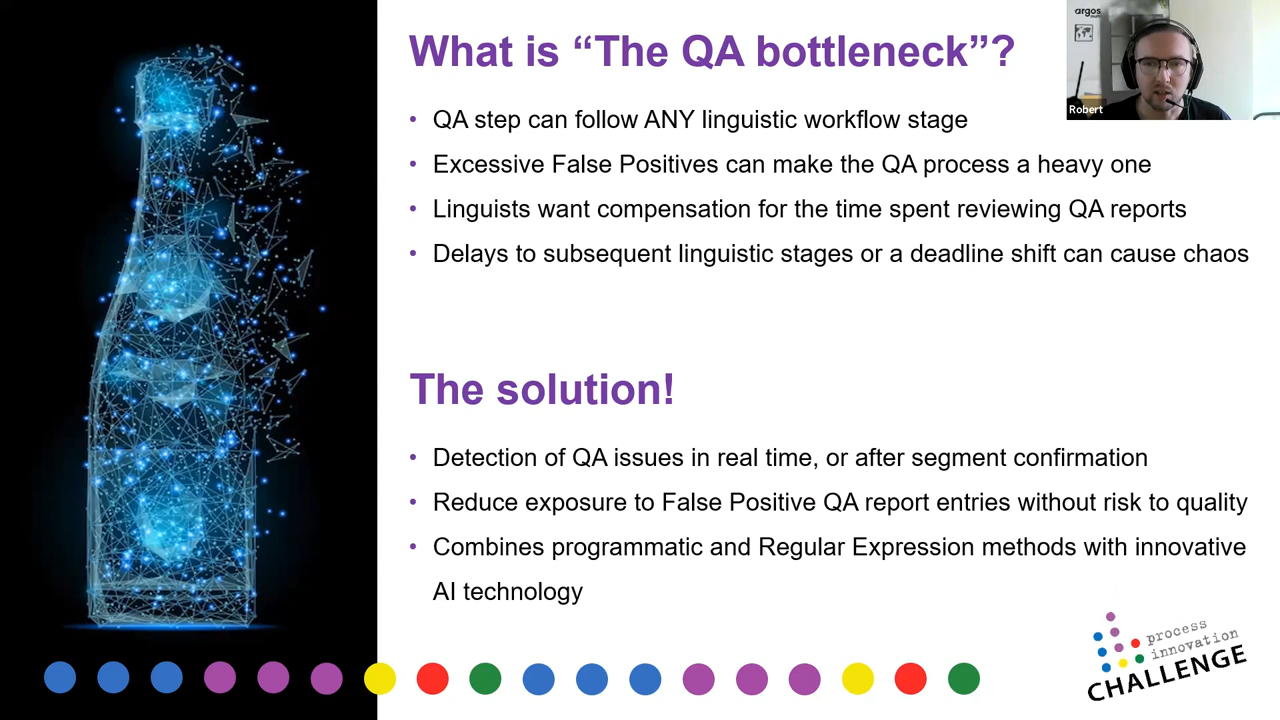 What is “The QA bottleneck”?
• QA step can follow ANY linguistic workflow stage
• Excessive False Positives can make the QA process a heavy one
• Linguists want compensation for the time spent reviewing QA reports
• Delays to subsequent linguistic stages or a deadline shift can cause chaos
argos
Robert
The solution!
• Detection of QA issues in real time, or after segment confirmation
• Reduce exposure to False Positive QA report entries without risk to quality
• Combines programmatic and Regular Expression methods with innovative
AI technology
process
innovation
CHALLENGE